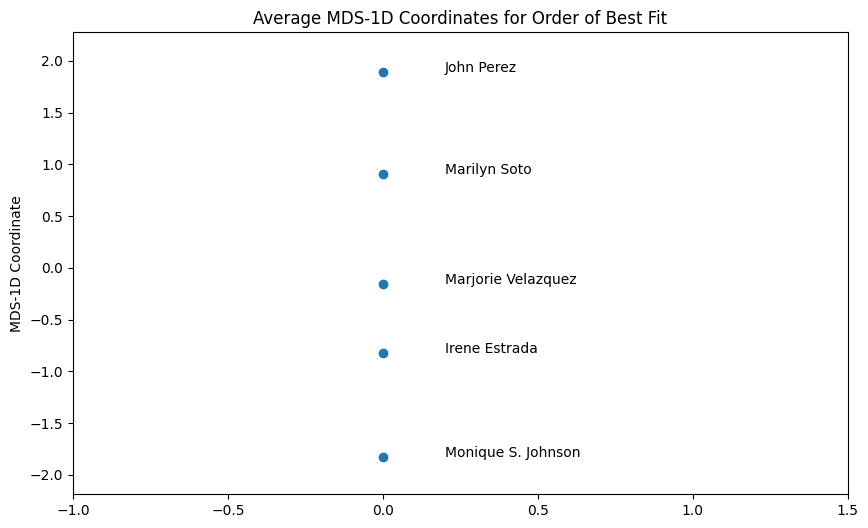 Average MDS-1D Coordinates for Order of Best Fit
2.0
John Perez
1.5
1.0
Marilyn Soto
0.5
MDS-1D Coordinate
0.0
Marjorie Velazquez
−0.5
Irene Estrada
−1.0
−1.5
Monique S. Johnson
−2.0
−1.0 −0.5 0.0 0.5 1.0 1.5